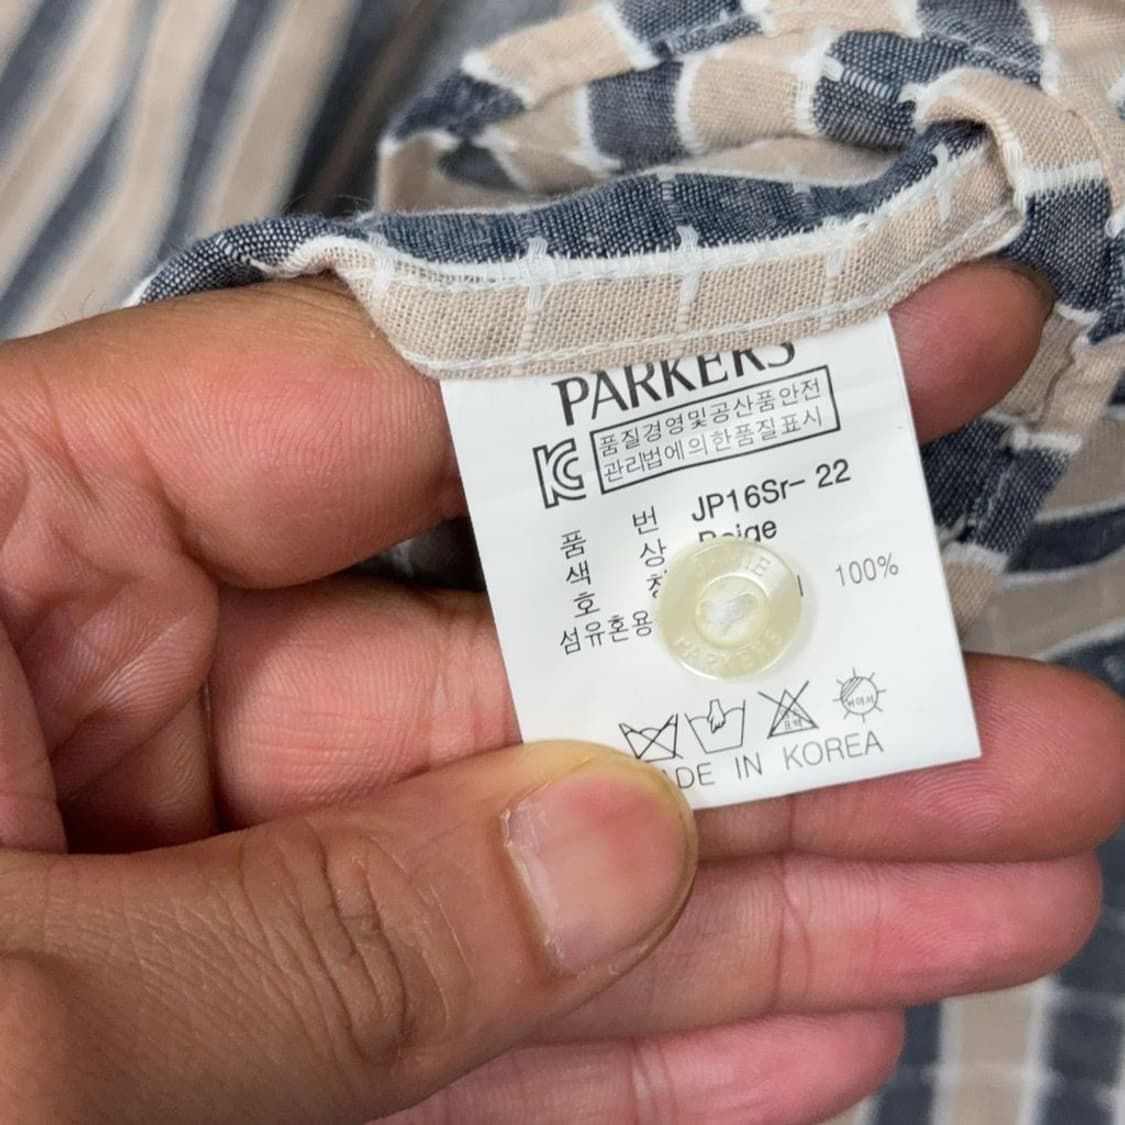 PARKERS
품질경영및공산품안전
관리법에의한품질표시
품 번 JP16Sr- 22
색 상 Beige
호
섬유혼용 100%
IN KOREA